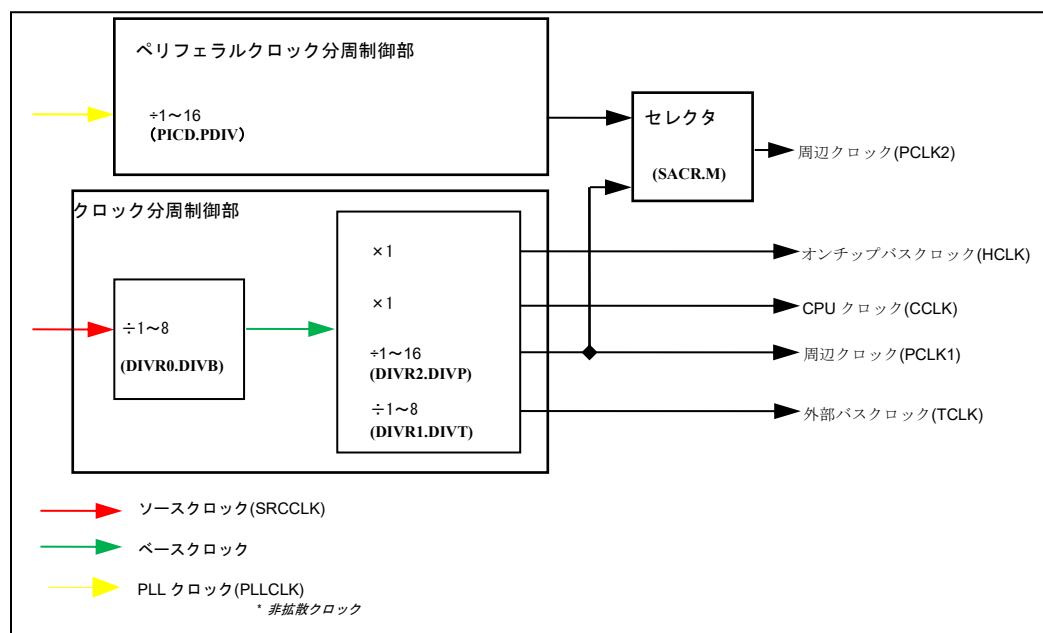 ペリフェラルクロック分周制御部
÷1～16
(PICD.PDIV)
セレクタ
(SACR.M)
周辺クロック(PCLK2)
クロック分周制御部
÷1～8
(DIVR0.DIVB)
×1
×1
÷1～16
(DIVR2.DIVP)
÷1～8
(DIVR1.DIVT)
オンチップバスクロック(HCLK)
CPU クロック(CCLK)
周辺クロック(PCLK1)
外部バスクロック(TCLK)
ソースクロック(SRCCLK)
ベースクロック
PLL クロック(PLLCLK)
* 非拡散クロック